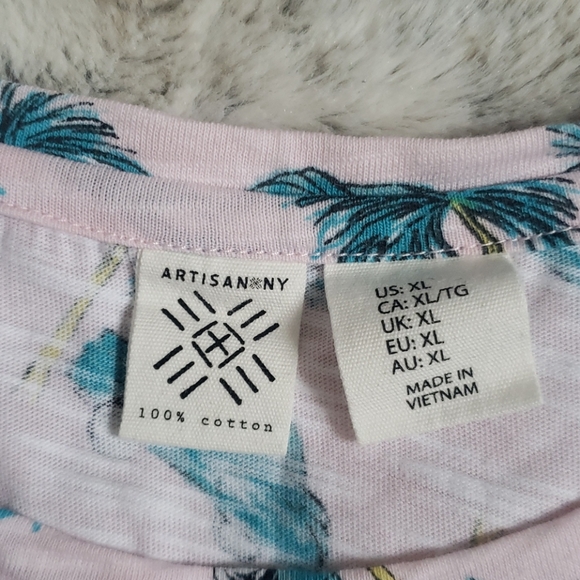 ARTISAN NY
100% cotton
US: XL
CA: XL/TG
UK: XL
EU: XL
AU: XL
MADE IN
VIETNAM